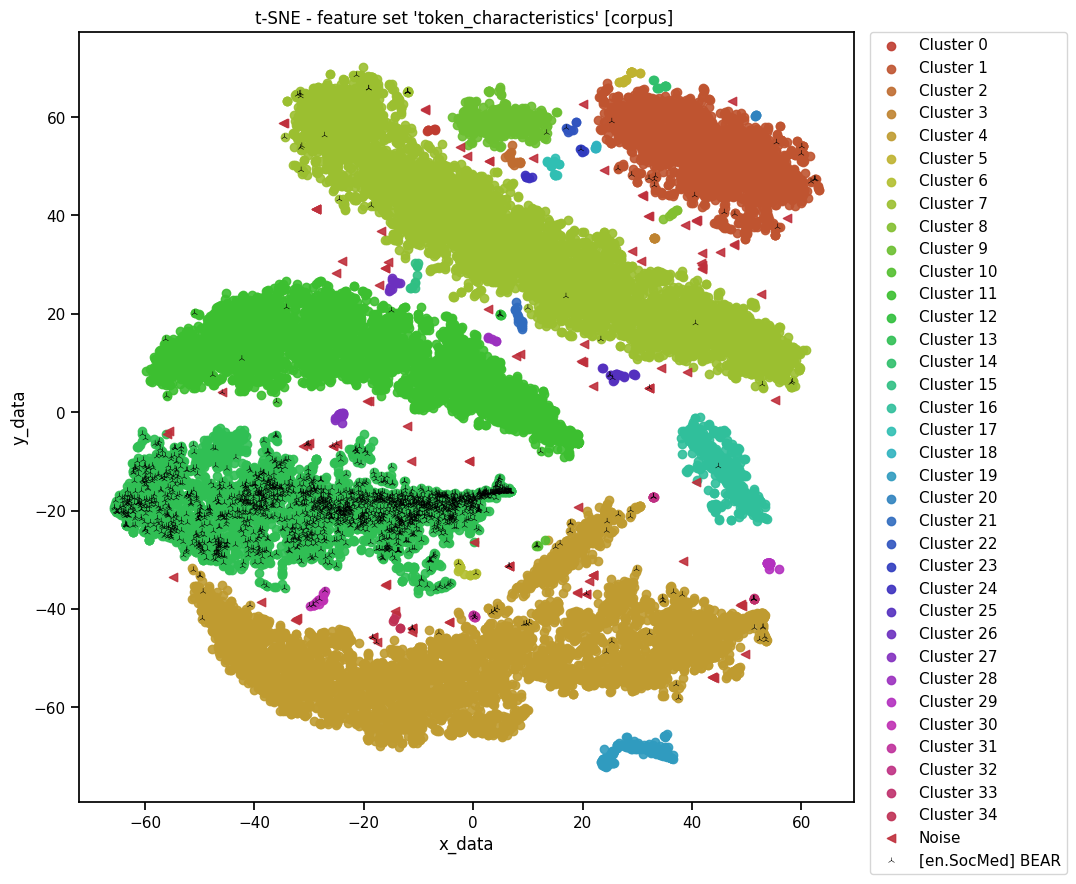 t-SNE - feature set 'token_characteristics' [corpus]
y_data
60
40
20
0
−20
−40
−60
−60
−40
−20
0
20
40
60
x_data
Cluster 0
Cluster 1
Cluster 2
Cluster 3
Cluster 4
Cluster 5
Cluster 6
Cluster 7
Cluster 8
Cluster 9
Cluster 10
Cluster 11
Cluster 12
Cluster 13
Cluster 14
Cluster 15
Cluster 16
Cluster 17
Cluster 18
Cluster 19
Cluster 20
Cluster 21
Cluster 22
Cluster 23
Cluster 24
Cluster 25
Cluster 26
Cluster 27
Cluster 28
Cluster 29
Cluster 30
Cluster 31
Cluster 32
Cluster 33
Cluster 34
Noise
[en.SocMed] BEAR